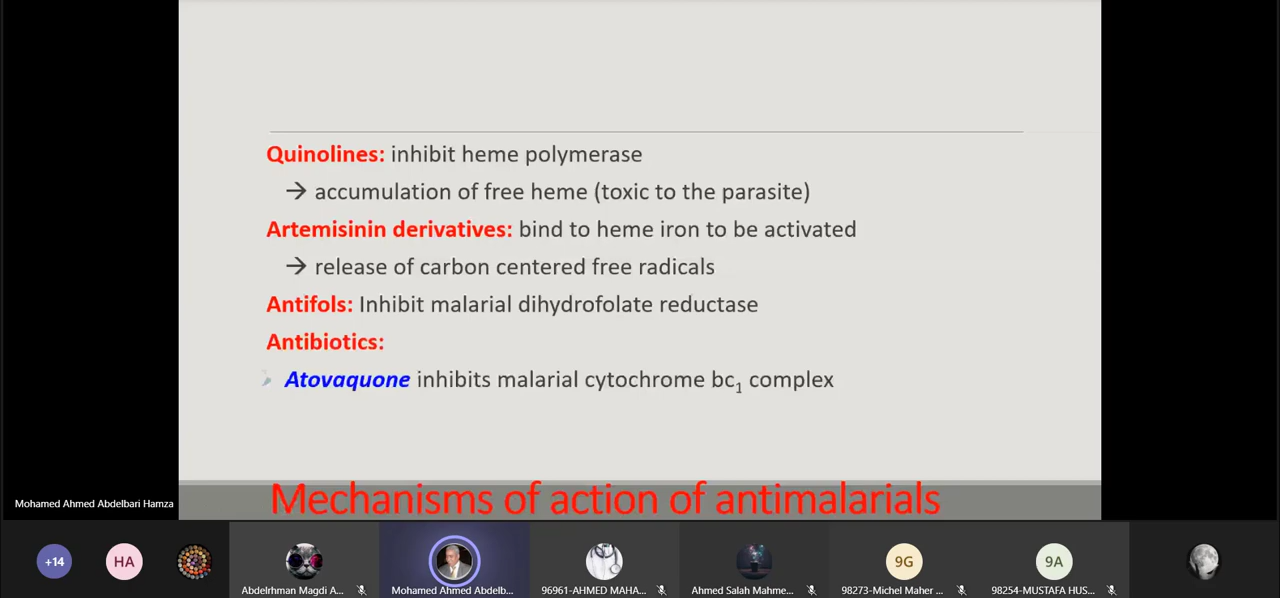 Quinolines: inhibit heme polymerase
→ accumulation of free heme (toxic to the parasite)
Artemisinin derivatives: bind to heme iron to be activated
→ release of carbon centered free radicals
Antifols: Inhibit malarial dihydrofolate reductase
Antibiotics:
Atovaquone inhibits malarial cytochrome bc₁ complex
Mechanisms of action of antimalarials
Mohamed Ahmed Abdelbari Hamza
+14
HA
9G
9A
Abdelrhman Magdi A...
Mohamed Ahmed Abdelb...
96961-AHMED MAHA...
Ahmed Salah Mahme...
98273-Michel Maher ...
98254-MUSTAFA HUS...